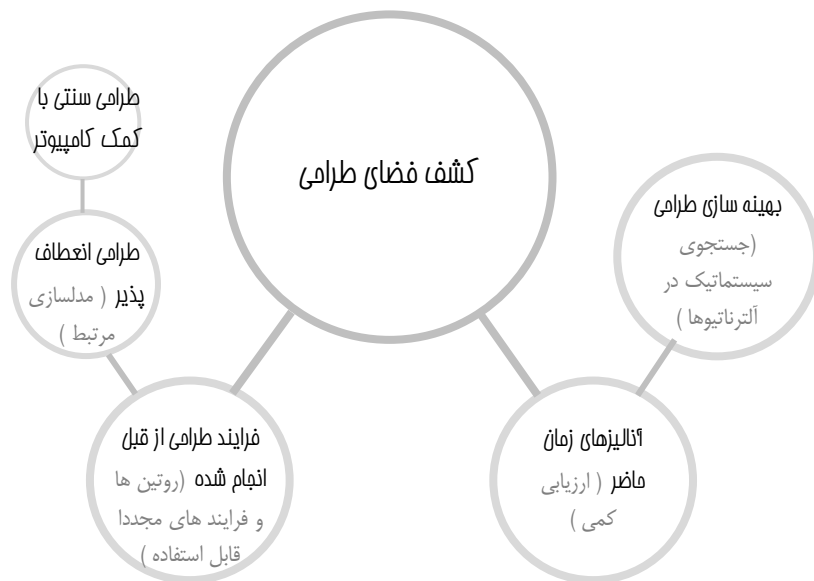 کشف فضای طراحی
طراحی سنتی با
کمک کامپیوتر
طراحی انعطاف
پذیر ( مدلسازی
مرتبط )
فرایند طراحی از قبل
انجام شده (روتین ها
و فرایند های مجددا
قابل استفاده )
بهینه سازی طراحی
(جستجوی
سیستماتیک در
آلترناتیوها )
آنالیزهای زمان
حاضر ( ارزیابی
کمی )